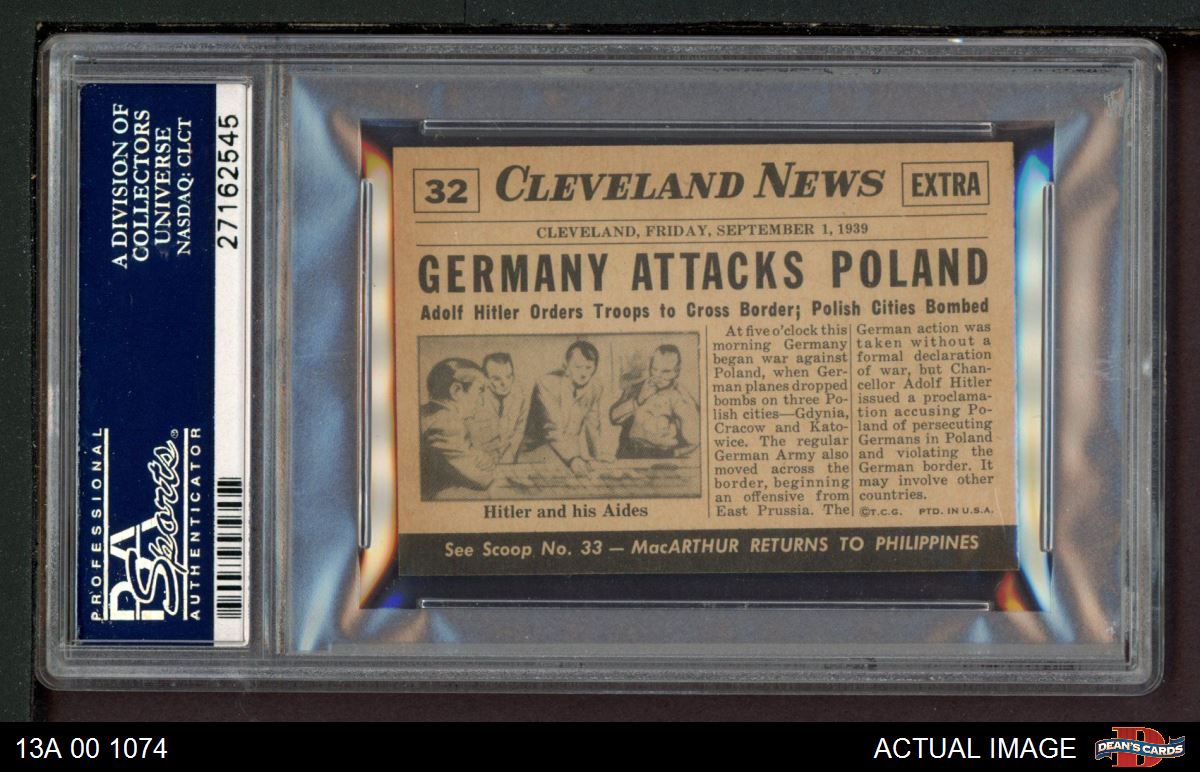 A DIVISION OF
COLLECTORS
UNIVERSE
NASDAQ: CLCT
27162545
PROFESSIONAL
PSA
Sports®
AUTHENTICATOR
32
CLEVELAND NEWS
EXTRA
CLEVELAND, FRIDAY, SEPTEMBER 1, 1939
GERMANY ATTACKS POLAND
Adolf Hitler Orders Troops to Cross Border; Polish Cities Bombed
Hitler and his Aides
At five o'clock this
morning Germany
began war against
Poland, when Ger-
man planes dropped
bombs on three Po-
lish cities—Gdynia,
Cracow and Kato-
wice. The regular
German Army also
moved across the
border, beginning
an offensive from
East Prussia. The
German action was
taken without a
formal declaration
of war, but Chan-
cellor Adolf Hitler
issued a proclama-
tion accusing Po-
land of persecuting
Germans in Poland
and violating the
German border. It
may involve other
countries.
©T.C.G. PTD. IN U.S.A.
See Scoop No. 33 — MacARTHUR RETURNS TO PHILIPPINES
13A 00 1074
ACTUAL IMAGE
DEAN'S CARDS